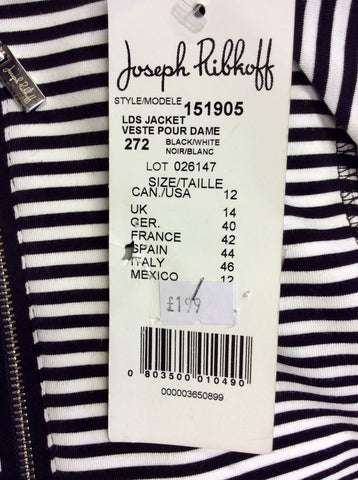 Joseph Ribkoff
Joseph Ribkoff
STYLE/MODELE 151905
LDS JACKET
VESTE POUR DAME
272 BLACK/WHITE
NOIR/BLANC
LOT 026147
SIZE/TAILLE
CAN./USA 12
UK 14
GER. 40
FRANCE 42
SPAIN 44
ITALY 46
MEXICO 12
£199
0 803500 010490
000003650899